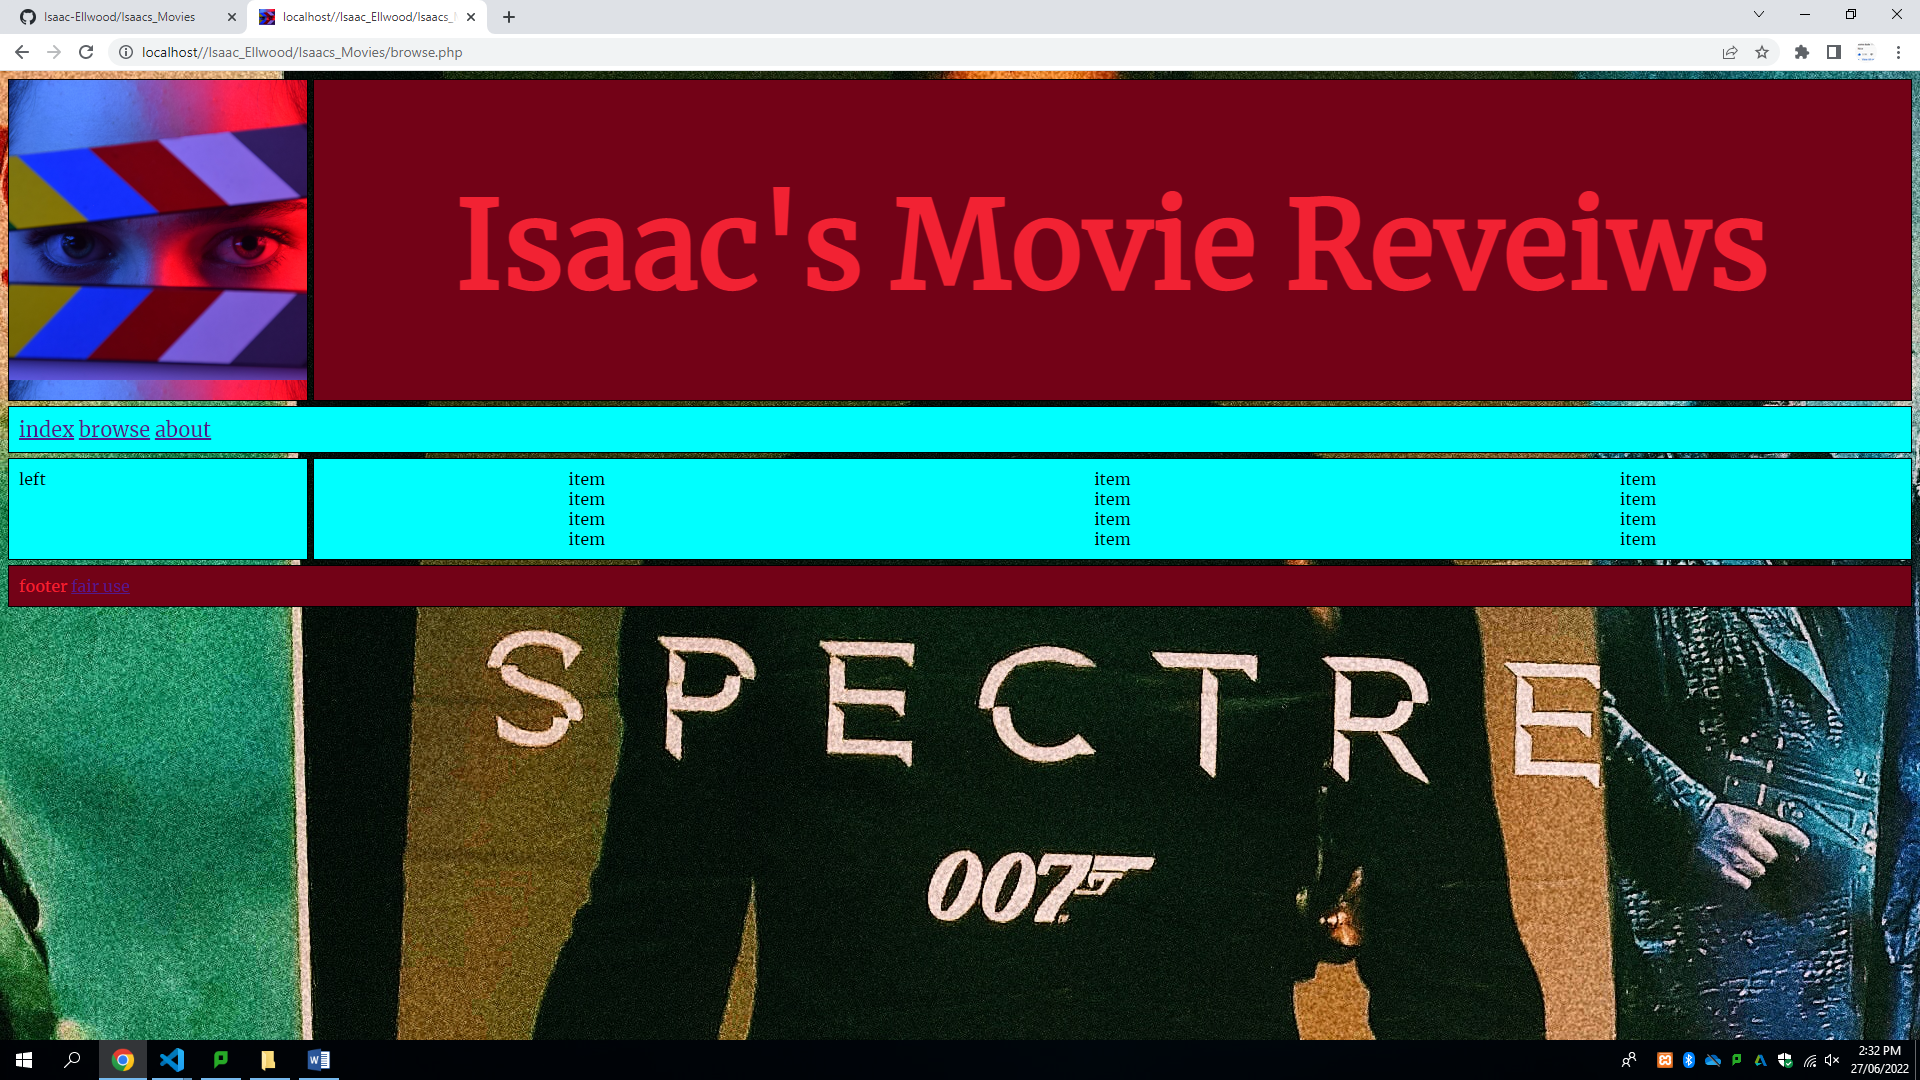 Isaac-Ellwood/Isaacs_Movies
localhost//Isaac_Ellwood/Isaacs_
localhost//Isaac_Ellwood/Isaacs_Movies/browse.php
Isaac's Movie Reveiws
index browse about
left
item item item
item item item
item item item
item item item
footer fair use
SPECTRE
007
2:32 PM
27/06/2022